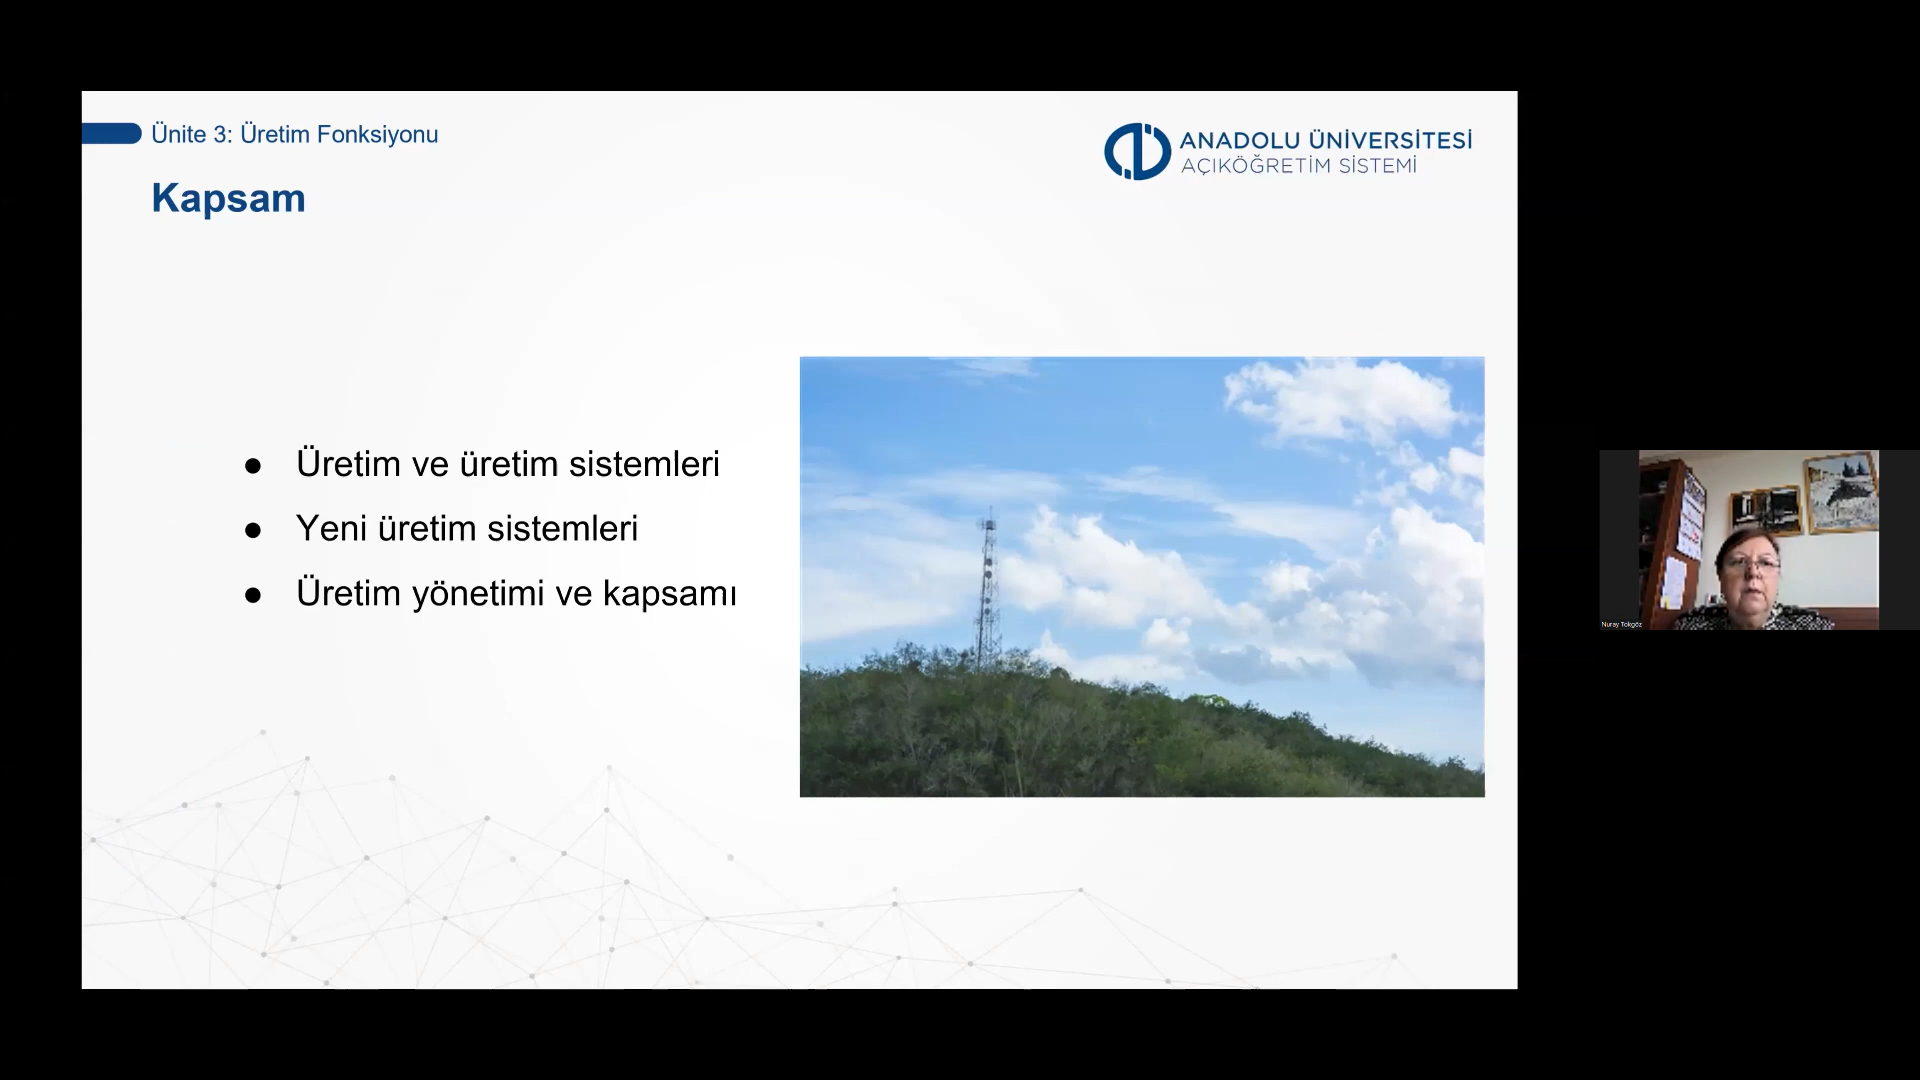 Ünite 3: Üretim Fonksiyonu
ANADOLU ÜNİVERSİTESİ
AÇIKÖĞRETİM SİSTEMİ
Kapsam
● Üretim ve üretim sistemleri
● Yeni üretim sistemleri
● Üretim yönetimi ve kapsamı
Nuray Tokgöz